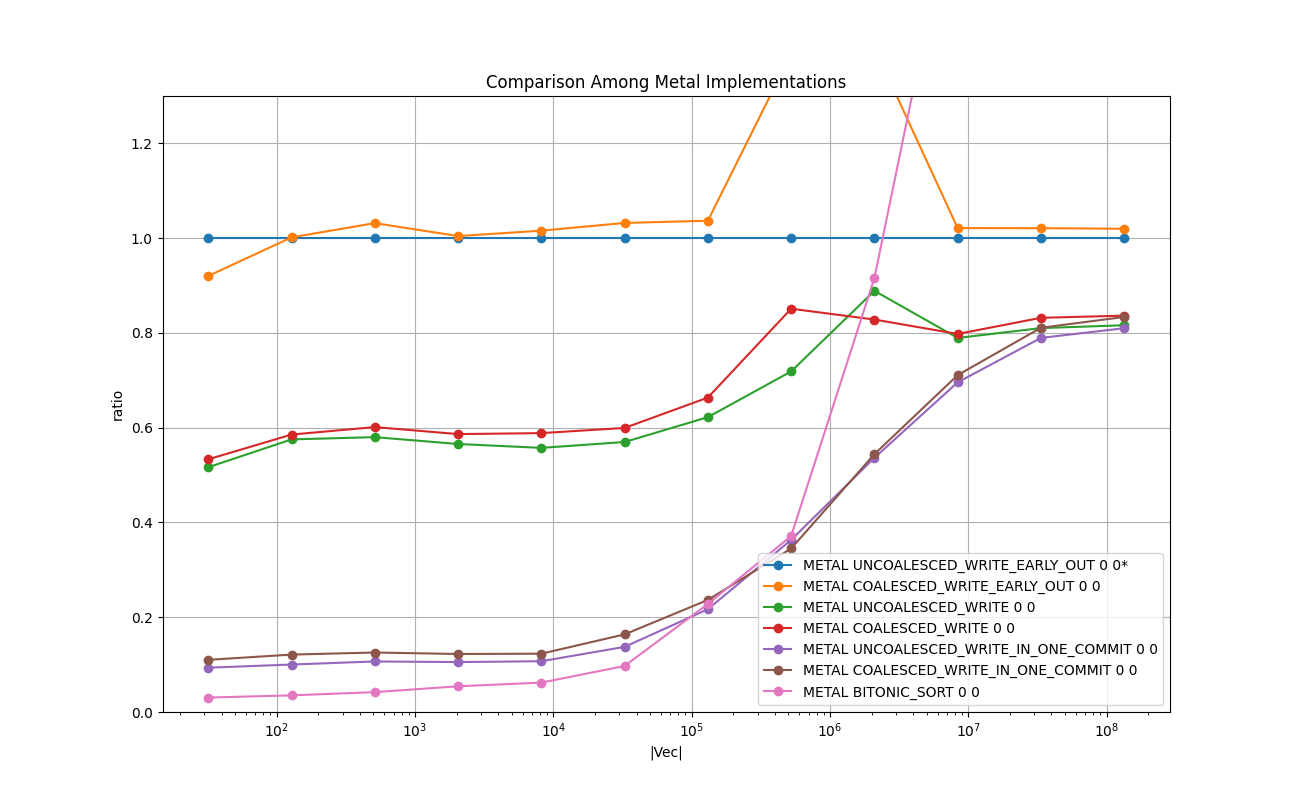 Comparison Among Metal Implementations
ratio
1.2
1.0
0.8
0.6
0.4
0.2
0.0
METAL UNCOALESCED_WRITE_EARLY_OUT 0 0*
METAL COALESCED_WRITE_EARLY_OUT 0 0
METAL UNCOALESCED_WRITE 0 0
METAL COALESCED_WRITE 0 0
METAL UNCOALESCED_WRITE_IN_ONE_COMMIT 0 0
METAL COALESCED_WRITE_IN_ONE_COMMIT 0 0
METAL BITONIC_SORT 0 0
10² 10³ 10⁴ 10⁵ 10⁶ 10⁷ 10⁸
|Vec|